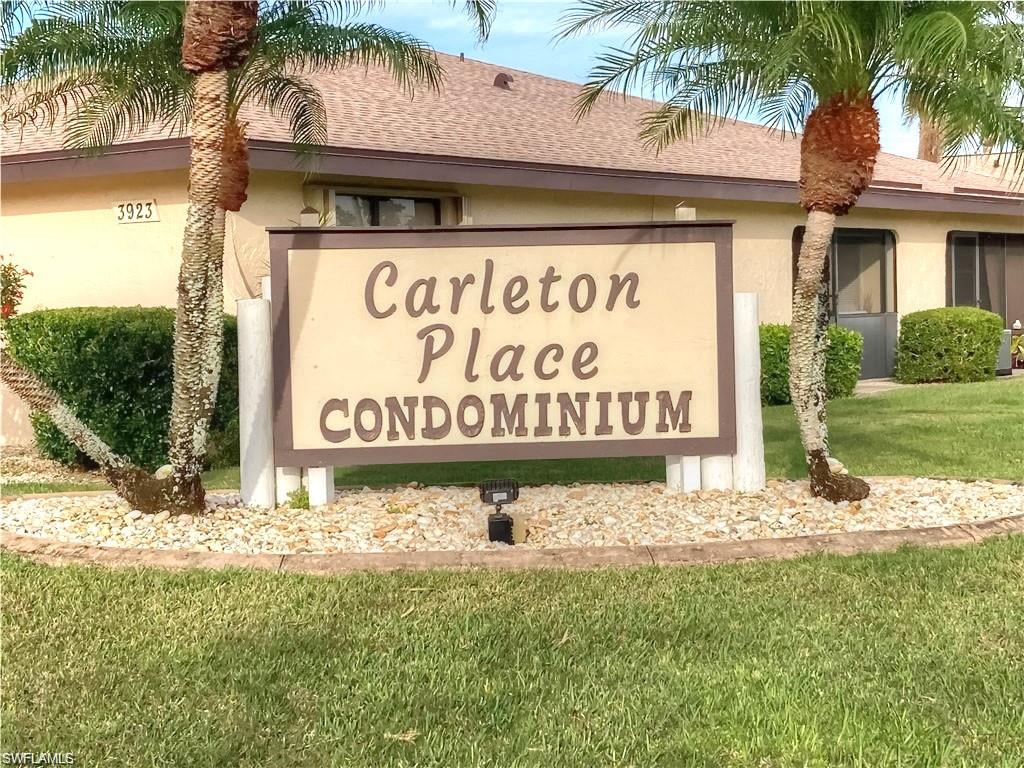 3923
Carleton
Place
CONDOMINIUM
SWFLAMLS